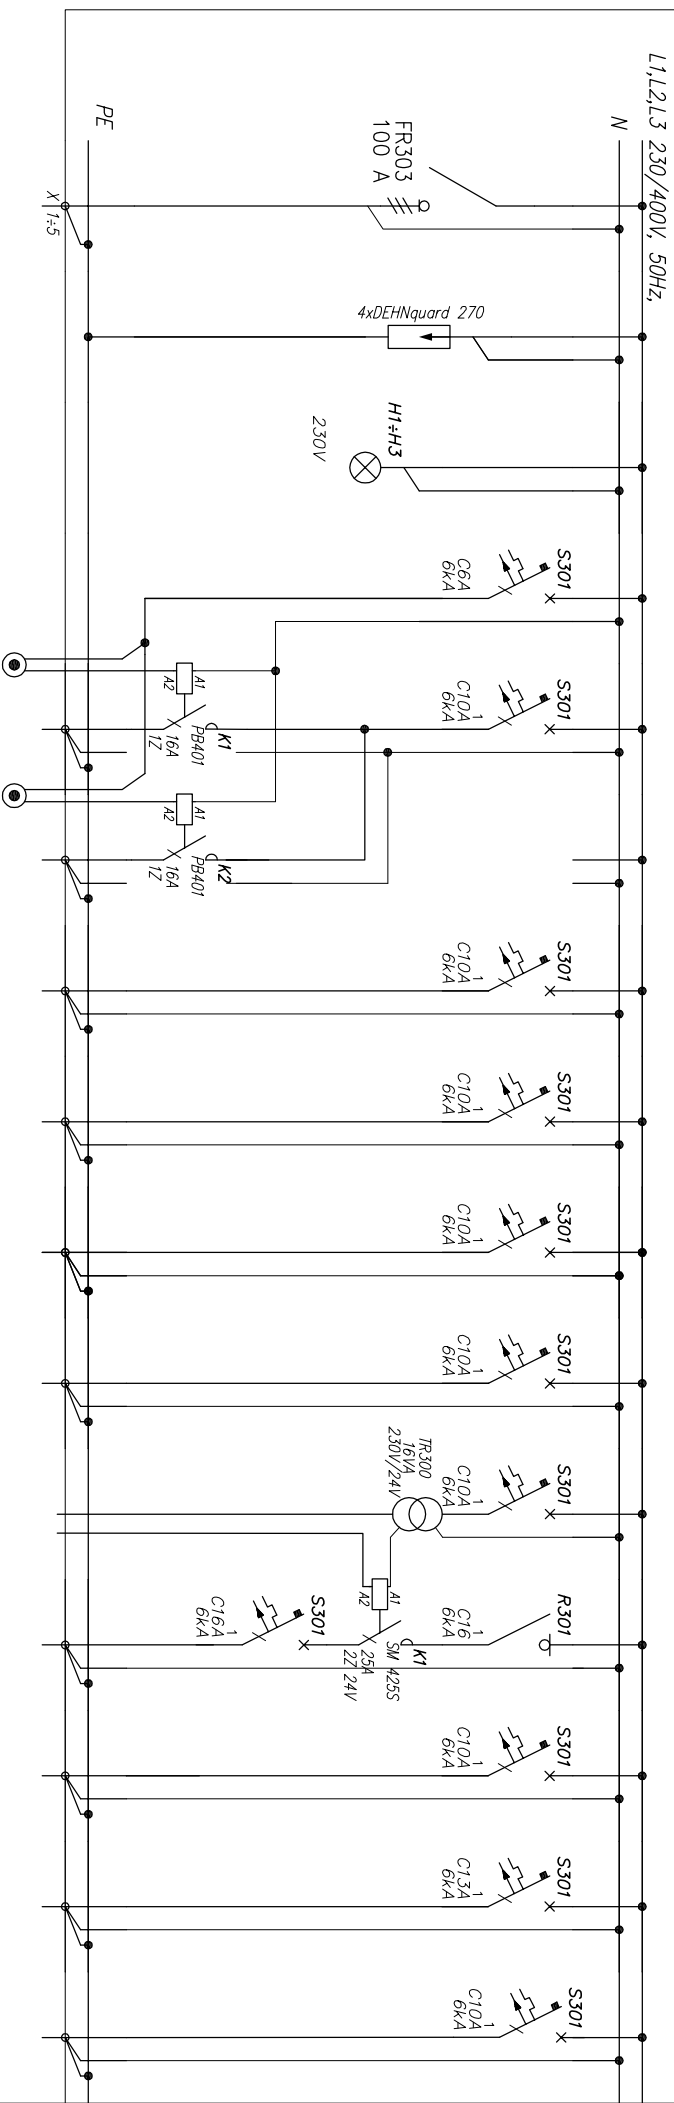 L1,L2,L3 230/400V, 50Hz,
N
PE
FR303
100 A
X 1÷5
4xDEHNquard 270
H1÷H3
230V
S301
C6A
6kA
S301
C10A 1
6kA
A1
A2
K1
PB401
16A
1Z
A1
A2
K2
PB401
16A
1Z
S301
C10A 1
6kA
S301
C10A 1
6kA
S301
C10A 1
6kA
S301
C10A 1
6kA
S301
C10A 1
6kA
TR300
16VA
230V/24V
R301
C16 1
6kA
A1
A2
K1
SM 425S
25A
2Z 24V
S301
C16A 1
6kA
S301
C10A 1
6kA
S301
C13A 1
6kA
S301
C10A 1
6kA